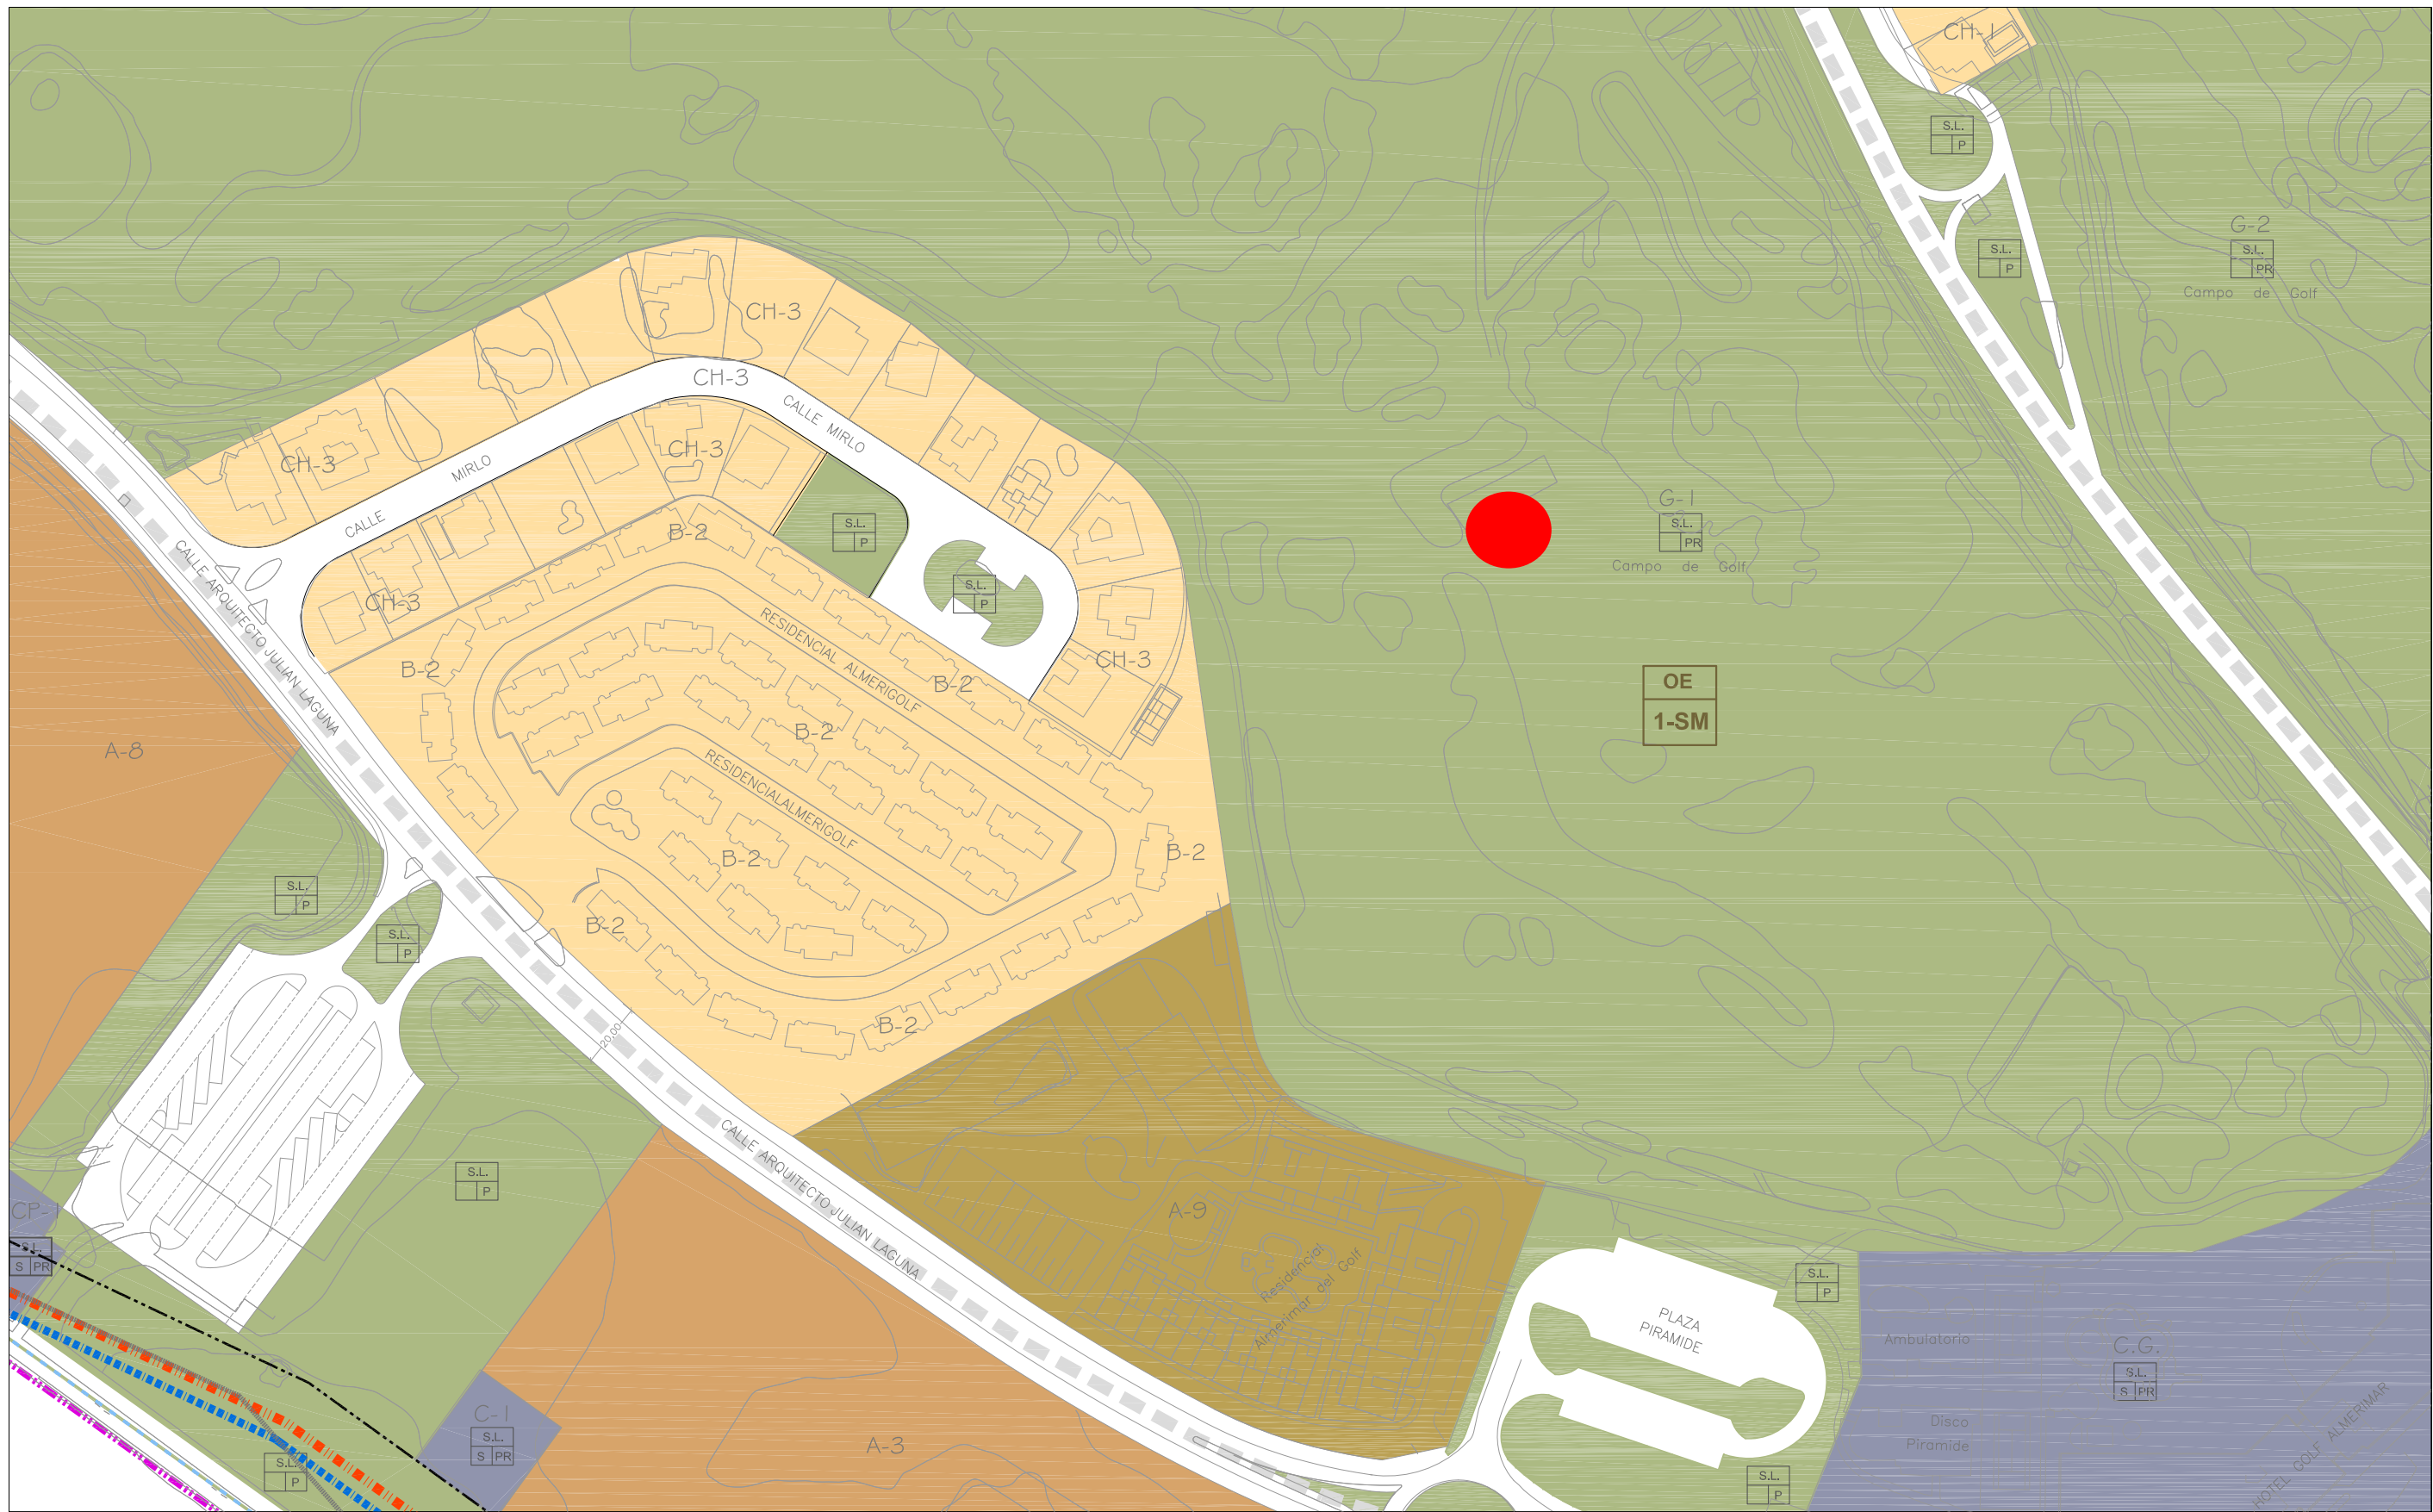 CH-1
S.L.
P
G-2
S.L.
PR
Campo de Golf
S.L.
P
CH-3
CH-3
CALLE MIRLO
CH-3
CH-3
CALLE MIRLO
S.L.
P
S.L.
P
G-1
S.L.
PR
Campo de Golf
B-2
CH-3
CALLE ARQUITECTO JULIAN LAGUNA
RESIDENCIAL ALMERIGOLF
CH-3
B-2
B-2
OE
1-SM
B-2
A-8
RESIDENCIAL ALMERIGOLF
B-2
B-2
S.L.
P
B-2
S.L.
P
B-2
20.00
CALLE ARQUITECTO JULIAN LAGUNA
S.L.
P
CP-1
S.L.
S PR
A-9
Residencial
Almerimar del Golf
S.L.
P
PLAZA
PIRAMIDE
Ambulatorio
C.G.
S.L.
S PR
Disco
Piramide
HOTEL GOLF ALMERIMAR
C-1
S.L.
S PR
A-3
S.L.
P
S.L.
P